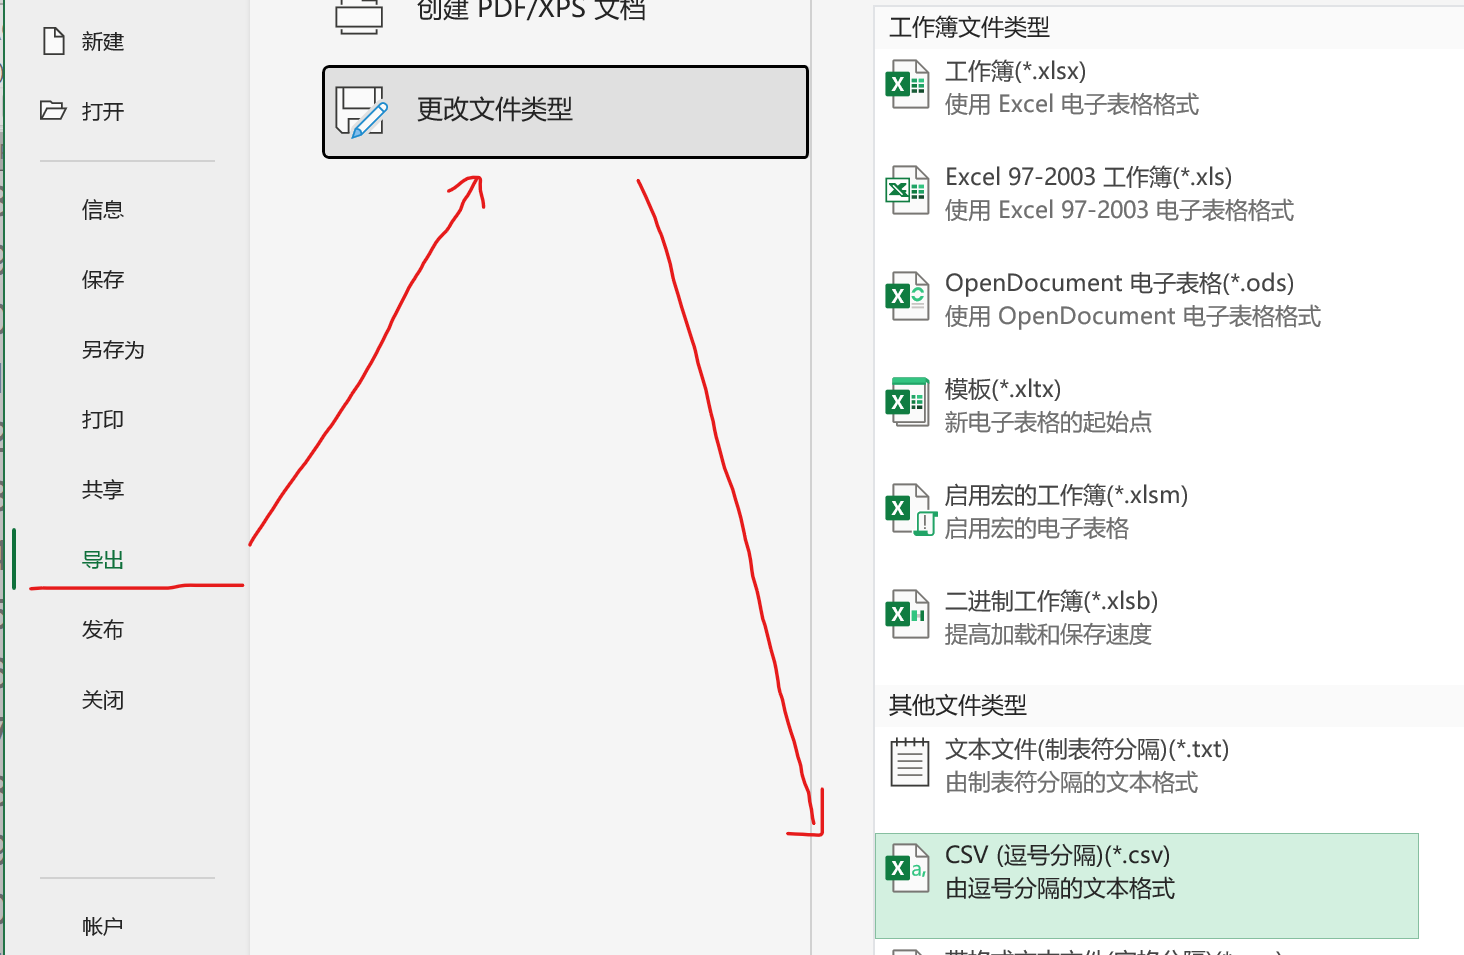 新建
打开
信息
保存
另存为
打印
共享
导出
发布
关闭
帐户
创建 PDF/XPS 文档
更改文件类型
工作簿文件类型
工作簿(*.xlsx)
使用 Excel 电子表格格式
Excel 97-2003 工作簿(*.xls)
使用 Excel 97-2003 电子表格格式
OpenDocument 电子表格(*.ods)
使用 OpenDocument 电子表格格式
模板(*.xltx)
新电子表格的起始点
启用宏的工作簿(*.xlsm)
启用宏的电子表格
二进制工作簿(*.xlsb)
提高加载和保存速度
其他文件类型
文本文件(制表符分隔)(*.txt)
由制表符分隔的文本格式
CSV (逗号分隔)(*.csv)
由逗号分隔的文本格式